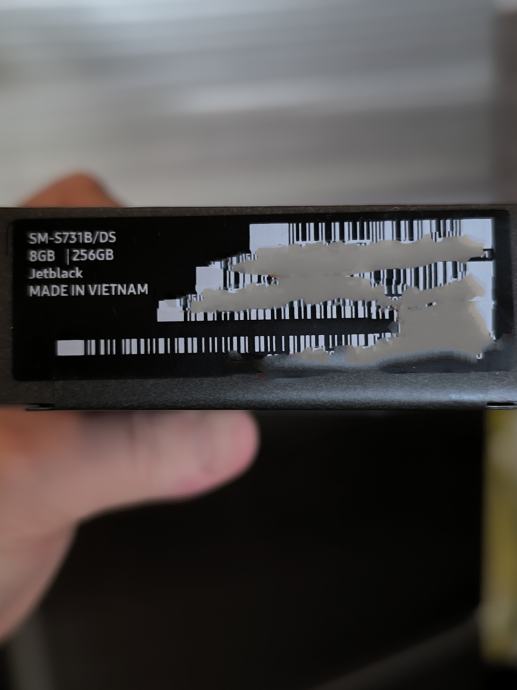 SM-S731B/DS
8GB |256GB
Jetblack
MADE IN VIETNAM